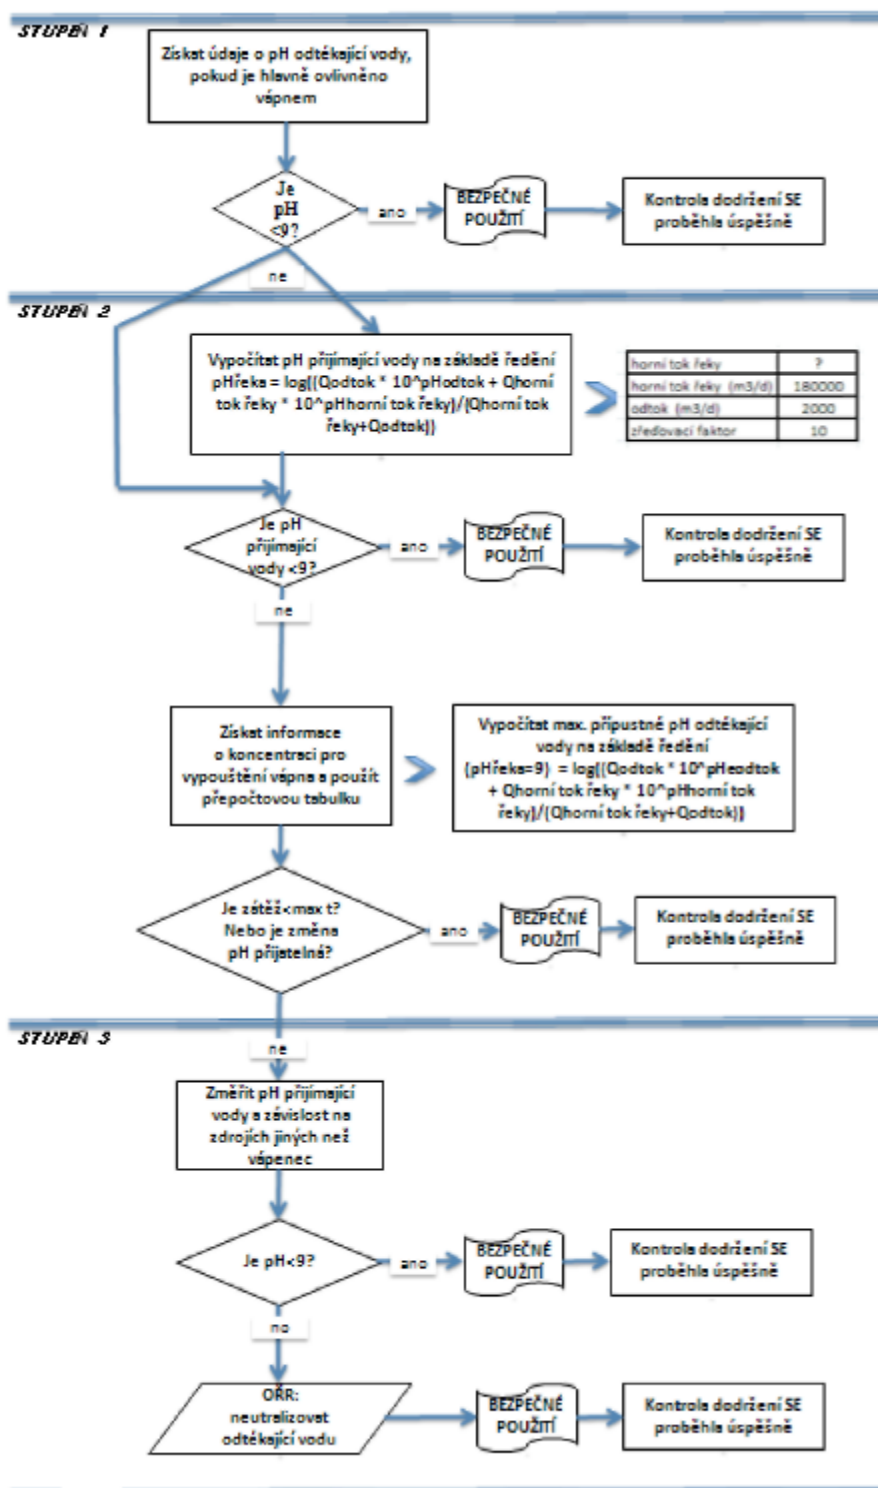 STUPEŇ 1
Získat údaje o pH odtékající vody,
pokud je hlavně ovlivněno
vápnem
Je
pH
<9?
ano
BEZPEČNÉ
POUŽITÍ
Kontrola dodržení SE
proběhla úspěšně
ne
STUPEŇ 2
Vypočítat pH přijímající vody na základě ředění
pHřeka = log((Qodtok * 10^pHodtok + Qhorní
tok řeky * 10^pHhorní tok řeky)/(Qhorní tok
řeky+Qodtok))
horní tok řeky ?
horní tok řeky (m3/d) 180000
odtok (m3/d) 2000
zřeďovací faktor 10
Je pH
přijímající
vody <9?
ano
BEZPEČNÉ
POUŽITÍ
Kontrola dodržení SE
proběhla úspěšně
ne
Získat informace
o koncentraci pro
vypouštění vápna a použít
přepočtovou tabulku
Vypočítat max. přípustné pH odtékající
vody na základě ředění
(pHřeka=9) = log((Qodtok * 10^pHeodtok
+ Qhorní tok řeky * 10^pHhorní tok
řeky)/(Qhorní tok řeky+Qodtok))
Je zátěž<max t?
Nebo je změna
pH přijatelná?
ano
BEZPEČNÉ
POUŽITÍ
Kontrola dodržení SE
proběhla úspěšně
STUPEŇ 3
ne
Změřit pH přijímající
vody a závislost na
zdrojích jiných než
vápenec
Je pH<9?
ano
BEZPEČNÉ
POUŽITÍ
Kontrola dodržení SE
proběhla úspěšně
no
OŘR:
neutralizovat
odtékající vodu
BEZPEČNÉ
POUŽITÍ
Kontrola dodržení SE
proběhla úspěšně